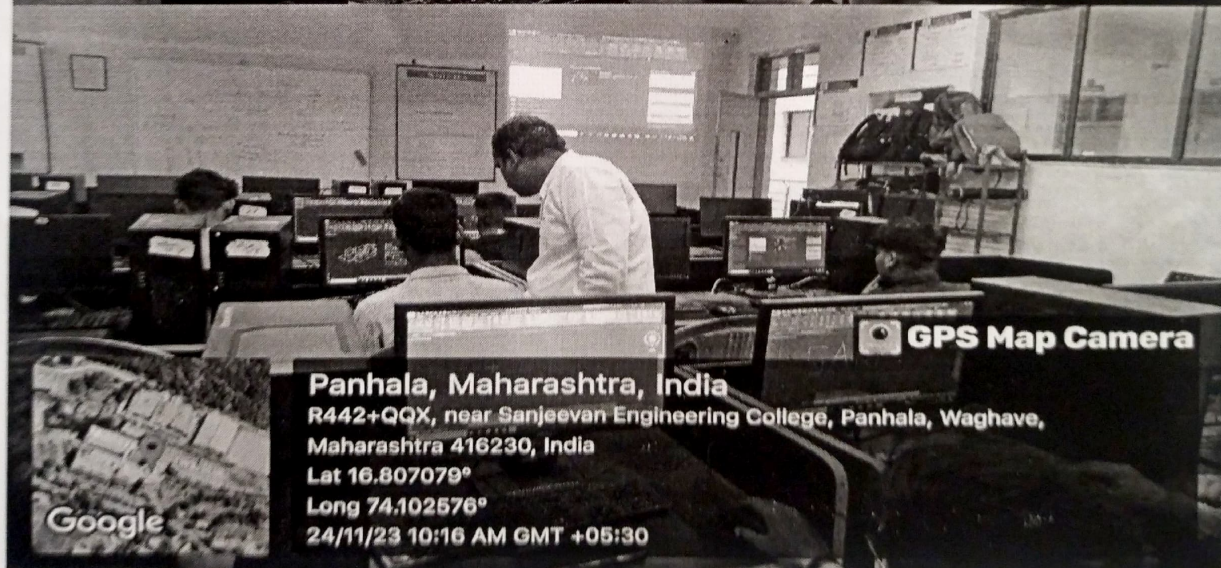 GPS Map Camera
Panhala, Maharashtra, India
R442+QQX, near Sanjeevan Engineering College, Panhala, Waghave,
Maharashtra 416230, India
Lat 16.807079°
Long 74.102576°
24/11/23 10:16 AM GMT +05:30
Google